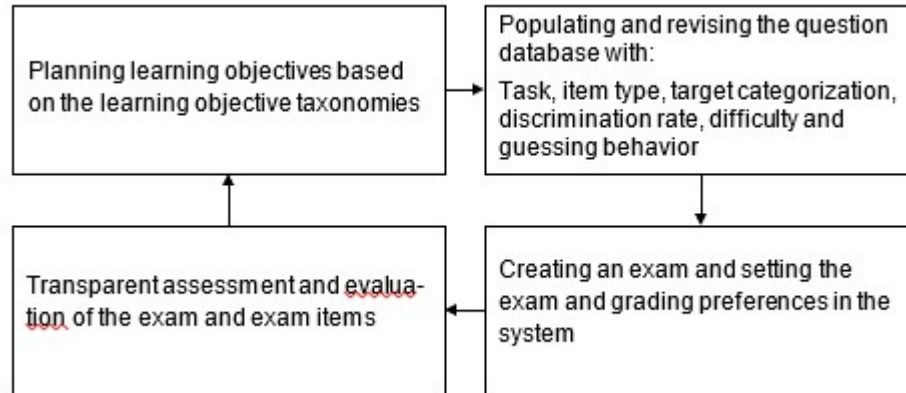 Planning learning objectives based
on the learning objective taxonomies
Populating and revising the question
database with:
Task, item type, target categorization,
discrimination rate, difficulty and
guessing behavior
Transparent assessment and evalua-
tion of the exam and exam items
Creating an exam and setting the
exam and grading preferences in the
system